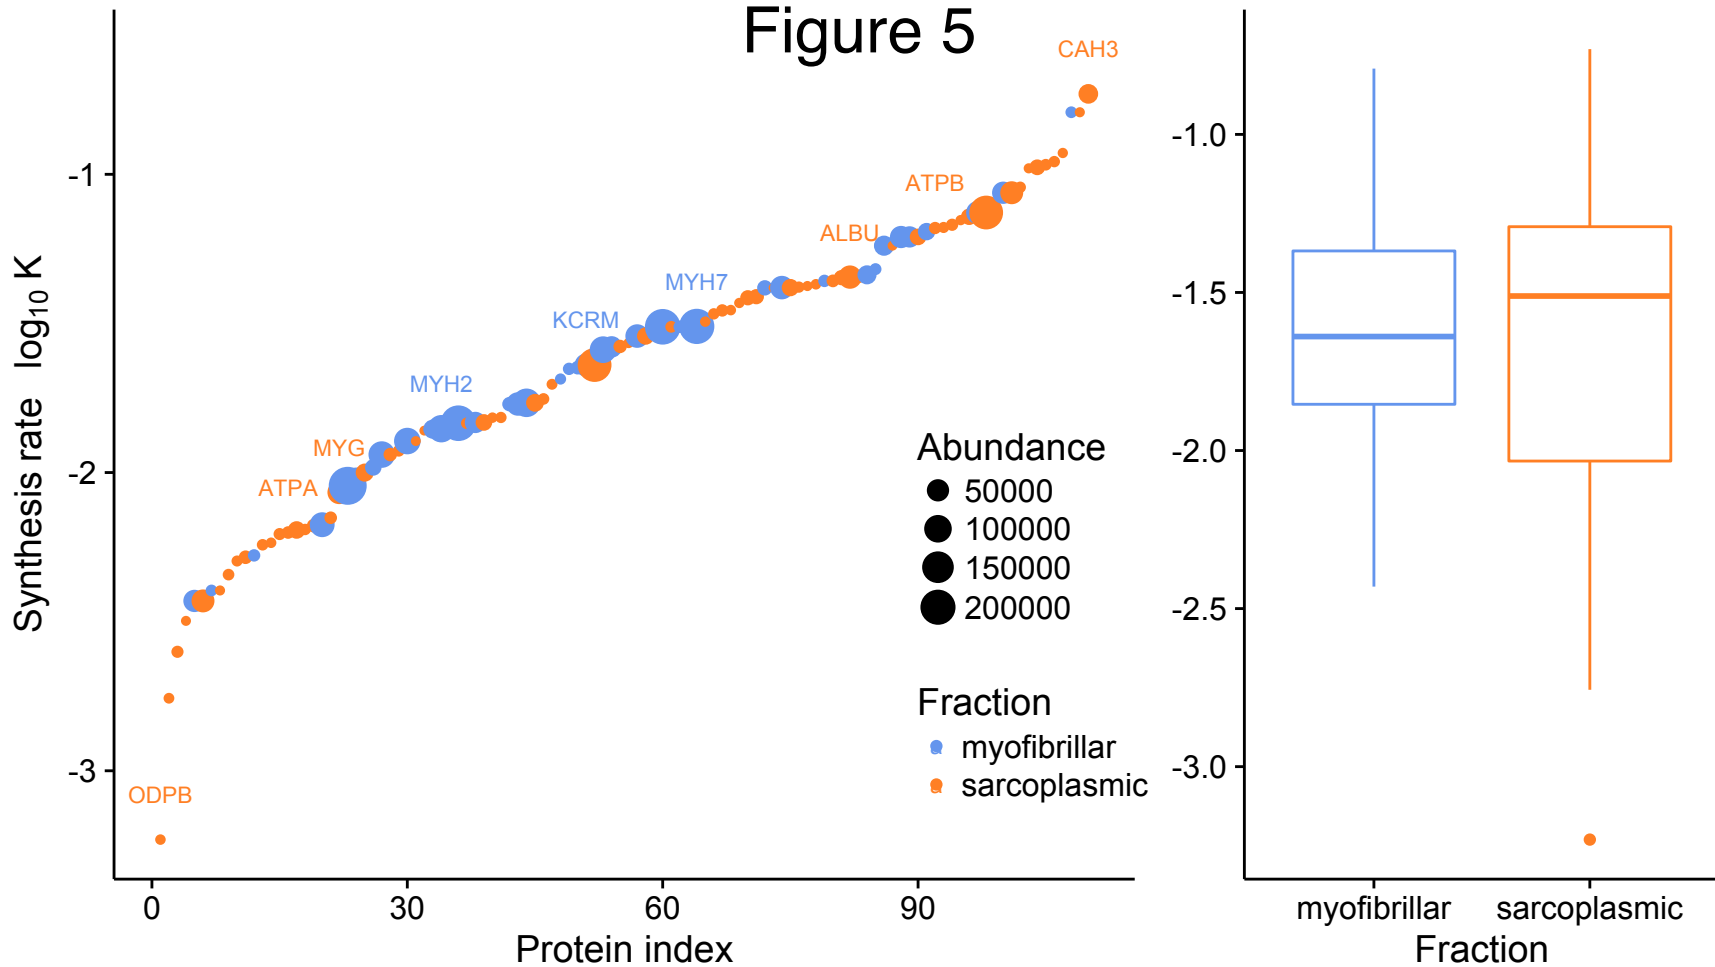 Figure 5
CAH3
ATPB
ALBU
MYH7
KCRM
MYH2
MYG
ATPA
ODPB
Synthesis rate log10 K
-1
-2
-3
0 30 60 90
Protein index
Abundance
50000
100000
150000
200000
Fraction
myofibrillar
sarcoplasmic
-1.0
-1.5
-2.0
-2.5
-3.0
myofibrillar sarcoplasmic
Fraction